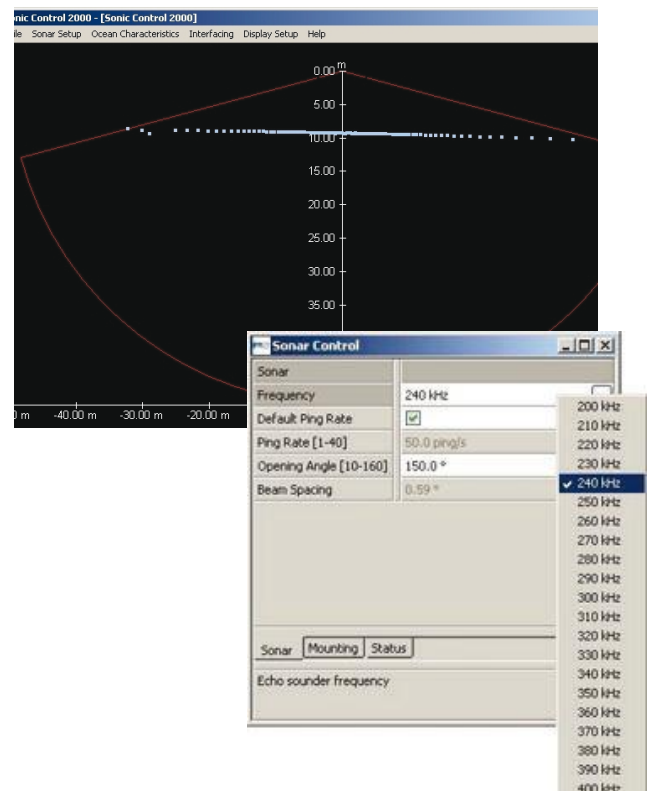 nic Control 2000 - [Sonic Control 2000]
ile Sonar Setup Ocean Characteristics Interfacing Display Setup Help
m
0.00
5.00
10.00
15.00
20.00
25.00
30.00
35.00
0 m -40.00 m -30.00 m -20.00 m
Sonar Control
Sonar
Frequency 240 kHz
Default Ping Rate
Ping Rate [1-40] 50.0 ping/s
Opening Angle [10-160] 150.0 °
Beam Spacing 0.59 °
Sonar Mounting Status
Echo sounder frequency
200 kHz
210 kHz
220 kHz
230 kHz
240 kHz
250 kHz
260 kHz
270 kHz
280 kHz
290 kHz
300 kHz
310 kHz
320 kHz
330 kHz
340 kHz
350 kHz
360 kHz
370 kHz
380 kHz
390 kHz
400 kHz